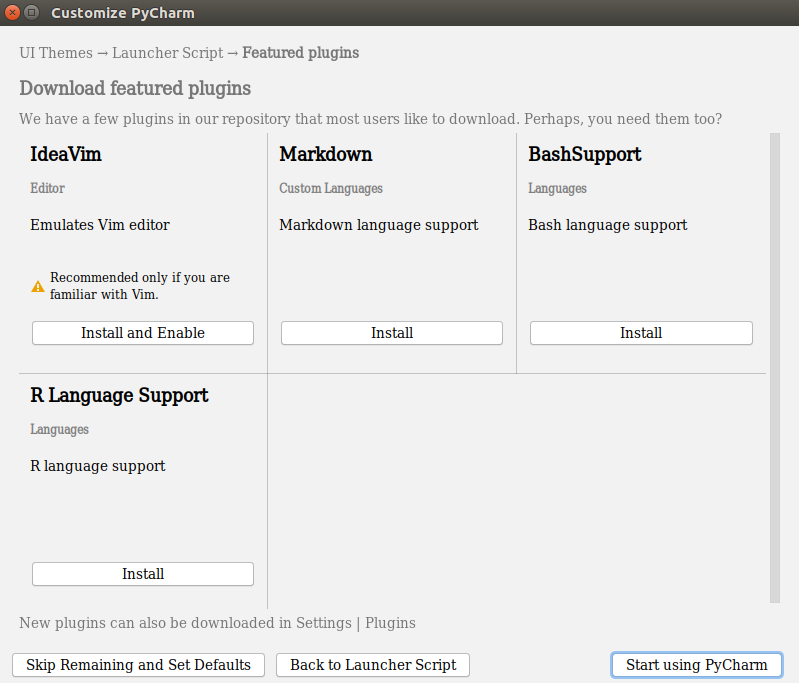 Customize PyCharm
UI Themes → Launcher Script → Featured plugins
Download featured plugins
We have a few plugins in our repository that most users like to download. Perhaps, you need them too?
IdeaVim
Editor
Emulates Vim editor
Recommended only if you are
familiar with Vim.
Install and Enable
Markdown
Custom Languages
Markdown language support
Install
BashSupport
Languages
Bash language support
Install
R Language Support
Languages
R language support
Install
New plugins can also be downloaded in Settings | Plugins
Skip Remaining and Set Defaults
Back to Launcher Script
Start using PyCharm